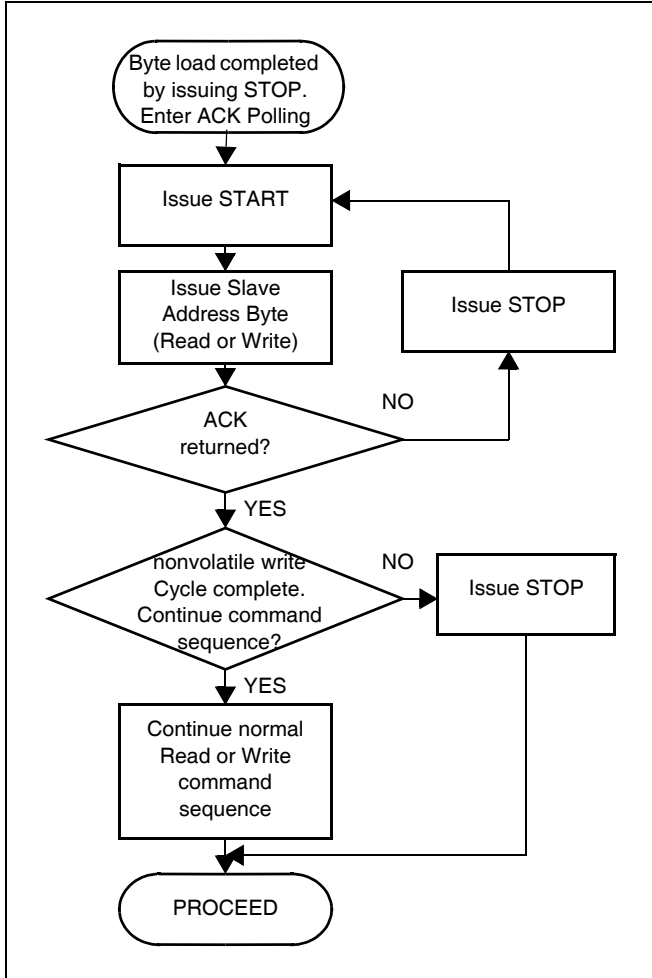 Byte load completed
by issuing STOP.
Enter ACK Polling
Issue START
Issue Slave
Address Byte
(Read or Write)
Issue STOP
NO
ACK
returned?
YES
nonvolatile write
Cycle complete.
Continue command
sequence?
NO
Issue STOP
YES
Continue normal
Read or Write
command
sequence
PROCEED